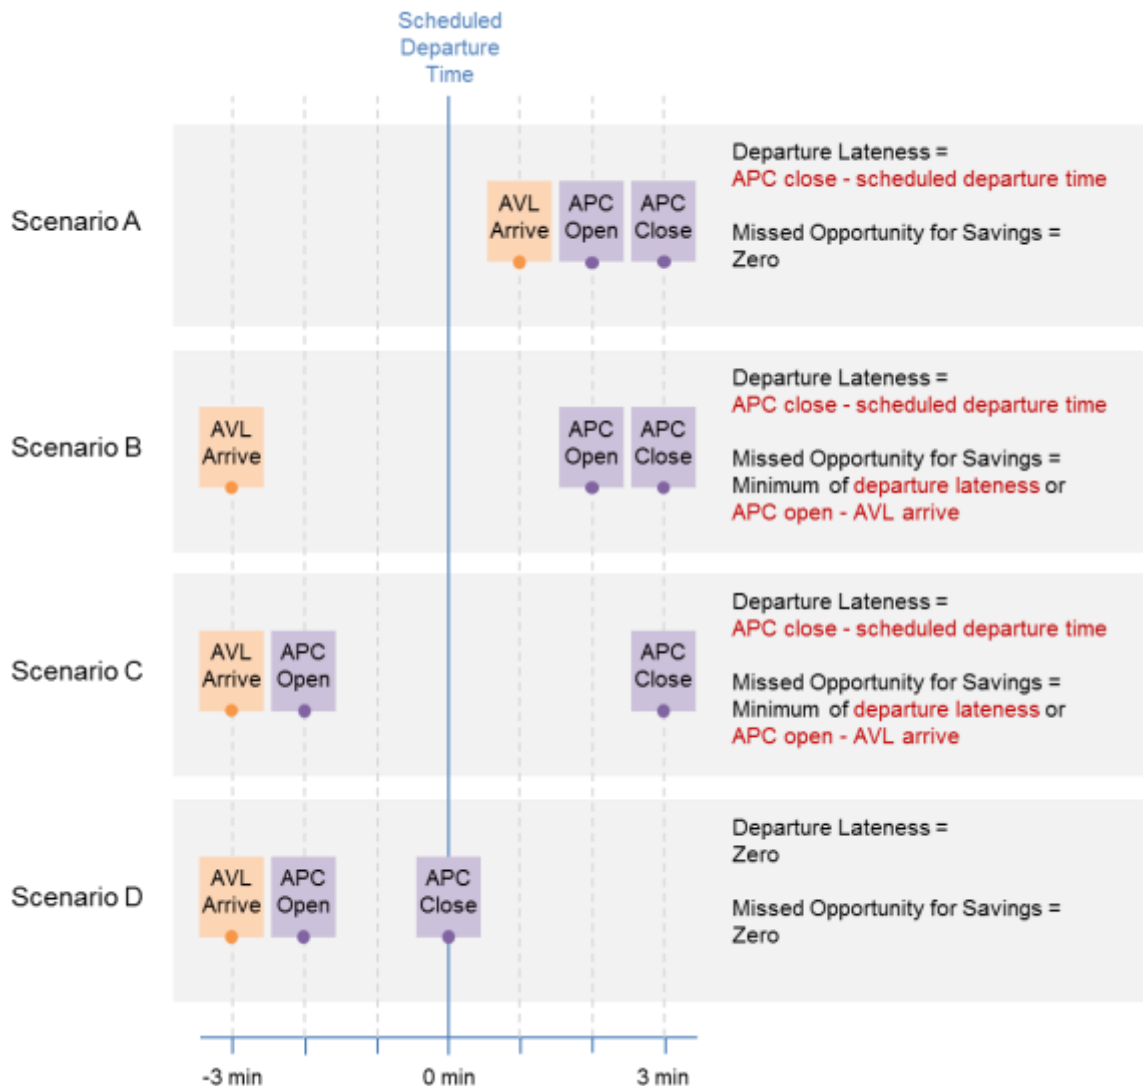 Scheduled
Departure
Time
Scenario A
AVL
Arrive
APC
Open
APC
Close
Departure Lateness =
APC close - scheduled departure time
Missed Opportunity for Savings =
Zero
Scenario B
AVL
Arrive
APC
Open
APC
Close
Departure Lateness =
APC close - scheduled departure time
Missed Opportunity for Savings =
Minimum of departure lateness or
APC open - AVL arrive
Scenario C
AVL
Arrive
APC
Open
APC
Close
Departure Lateness =
APC close - scheduled departure time
Missed Opportunity for Savings =
Minimum of departure lateness or
APC open - AVL arrive
Scenario D
AVL
Arrive
APC
Open
APC
Close
Departure Lateness =
Zero
Missed Opportunity for Savings =
Zero
-3 min
0 min
3 min